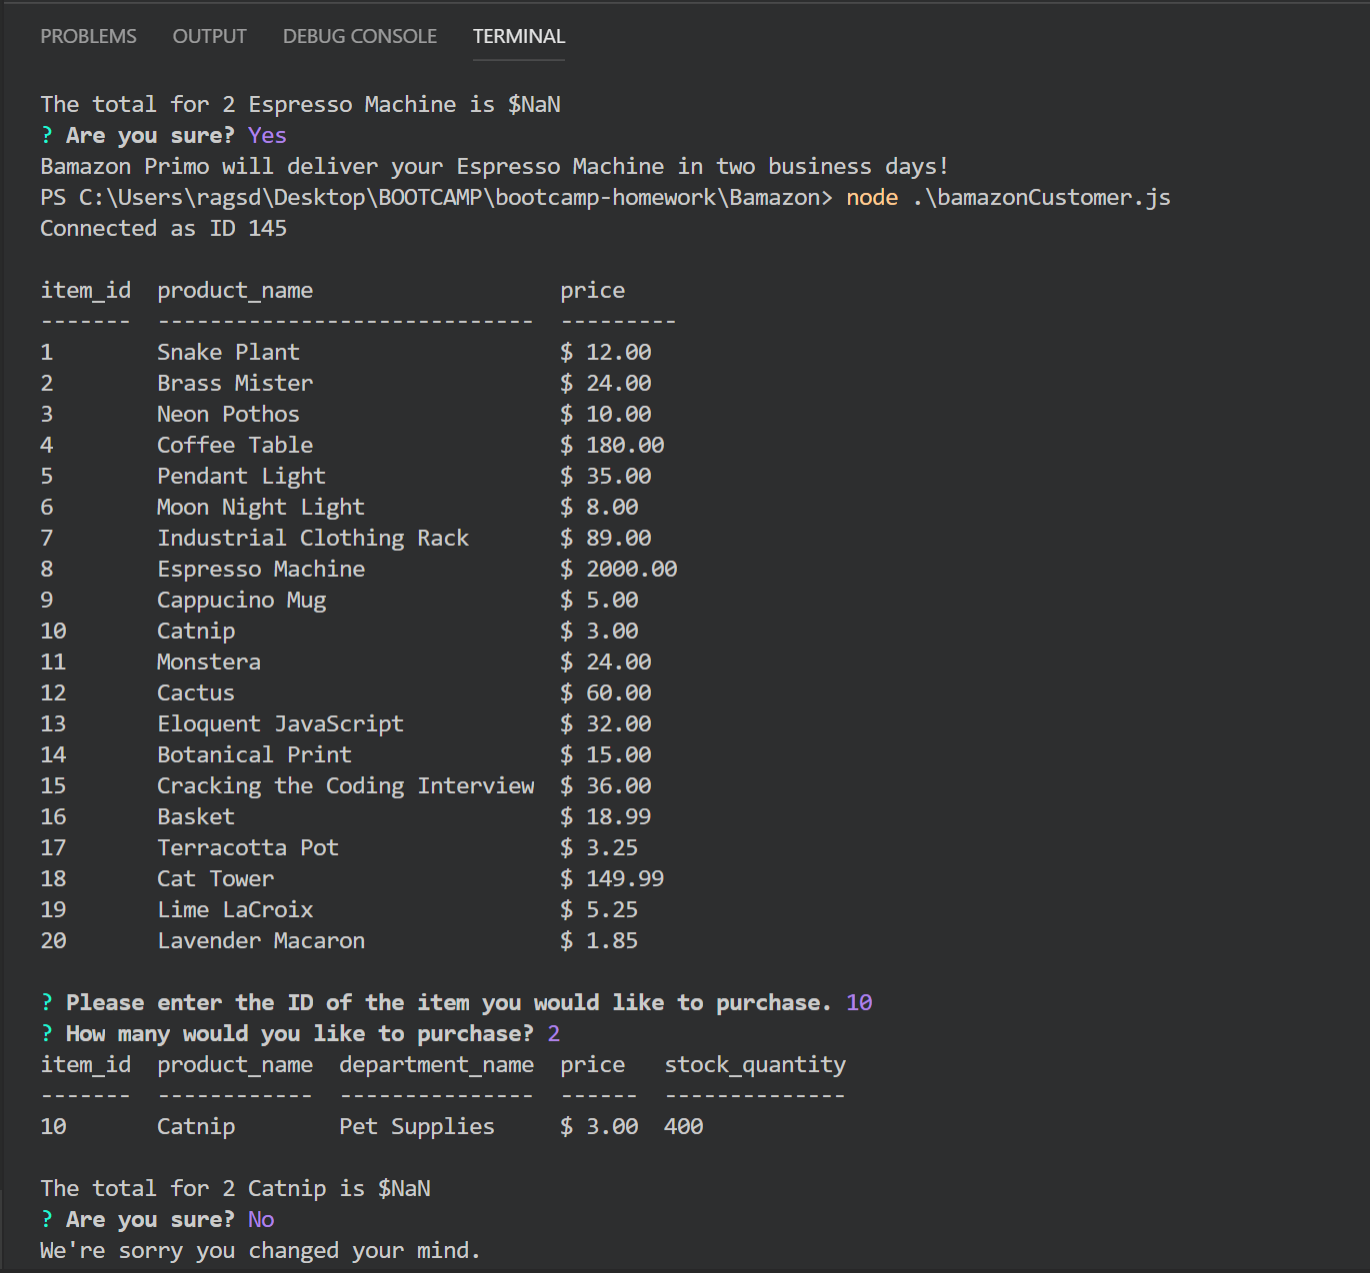 PROBLEMS OUTPUT DEBUG CONSOLE TERMINAL
The total for 2 Espresso Machine is $NaN
? Are you sure? Yes
Bamazon Primo will deliver your Espresso Machine in two business days!
PS C:\Users\ragsd\Desktop\BOOTCAMP\bootcamp-homework\Bamazon> node .\bamazonCustomer.js
Connected as ID 145
item_id  product_name                   price
-------  -----------------------------  ---------
1        Snake Plant                    $ 12.00
2        Brass Mister                   $ 24.00
3        Neon Pothos                    $ 10.00
4        Coffee Table                   $ 180.00
5        Pendant Light                  $ 35.00
6        Moon Night Light               $ 8.00
7        Industrial Clothing Rack       $ 89.00
8        Espresso Machine               $ 2000.00
9        Cappucino Mug                  $ 5.00
10       Catnip                         $ 3.00
11       Monstera                       $ 24.00
12       Cactus                         $ 60.00
13       Eloquent JavaScript            $ 32.00
14       Botanical Print                $ 15.00
15       Cracking the Coding Interview  $ 36.00
16       Basket                         $ 18.99
17       Terracotta Pot                 $ 3.25
18       Cat Tower                      $ 149.99
19       Lime LaCroix                   $ 5.25
20       Lavender Macaron               $ 1.85
? Please enter the ID of the item you would like to purchase. 10
? How many would you like to purchase? 2
item_id  product_name  department_name  price   stock_quantity
-------  ------------  ---------------  ------  --------------
10       Catnip        Pet Supplies     $ 3.00  400
The total for 2 Catnip is $NaN
? Are you sure? No
We're sorry you changed your mind.